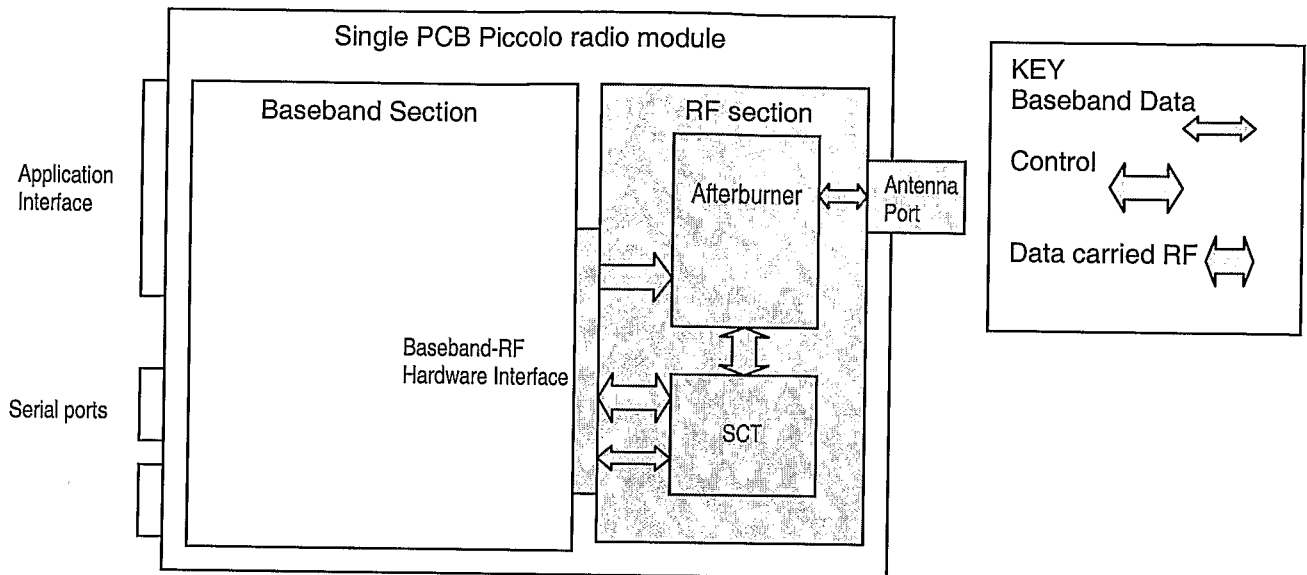 Single PCB Piccolo radio module
Baseband Section
RF section
Application
Interface
Afterburner
Antenna
Port
Baseband-RF
Hardware Interface
Serial ports
SCT
KEY
Baseband Data
Control
Data carried RF